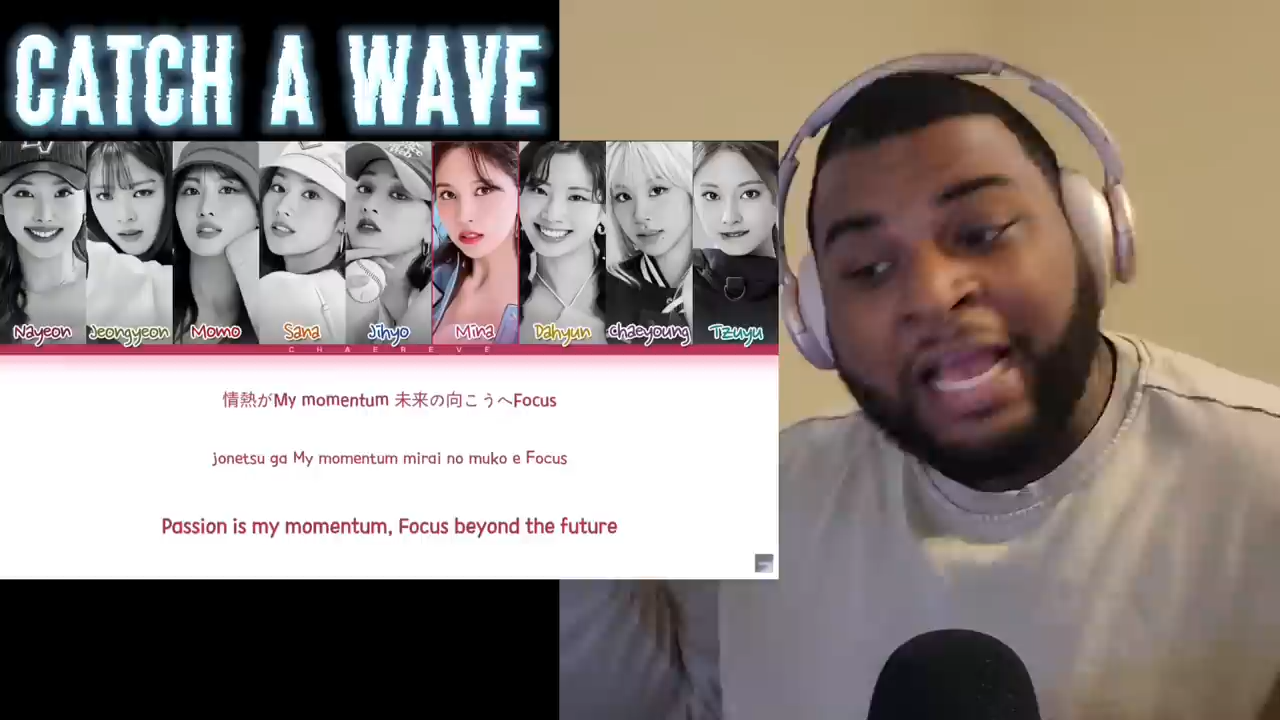 CATCH A WAVE
Nayeon Jeongyeon Momo Sana Jihyo Mina Dahyun chaeyoung Tzuyu
CHAEREVE
情熱がMy momentum 未来の向こうへFocus
jonetsu ga My momentum mirai no muko e Focus
Passion is my momentum, Focus beyond the future